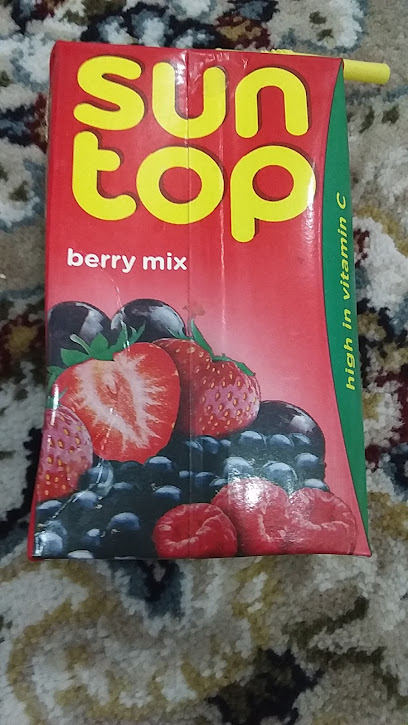 sun
top
berry mix
high in vitamin C